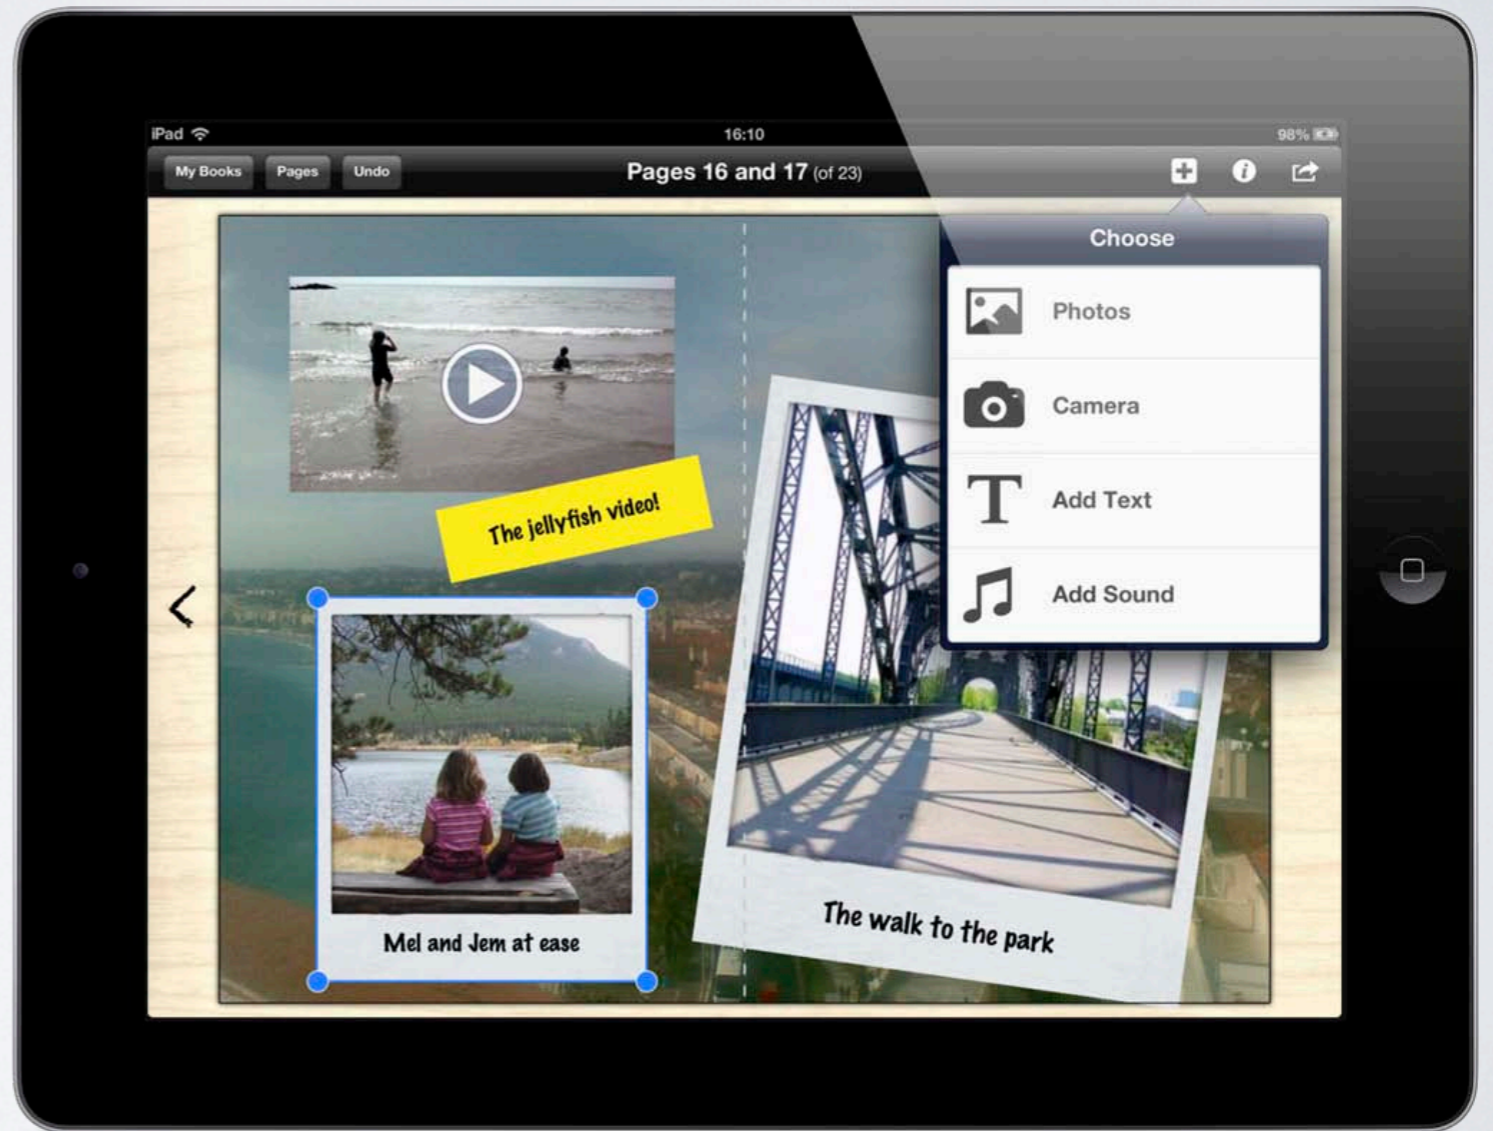 iPad
16:10
98%
My Books
Pages
Undo
Pages 16 and 17 (of 23)
Choose
Photos
Camera
T
Add Text
Add Sound
The jellyfish video!
Mel and Jem at ease
The walk to the park